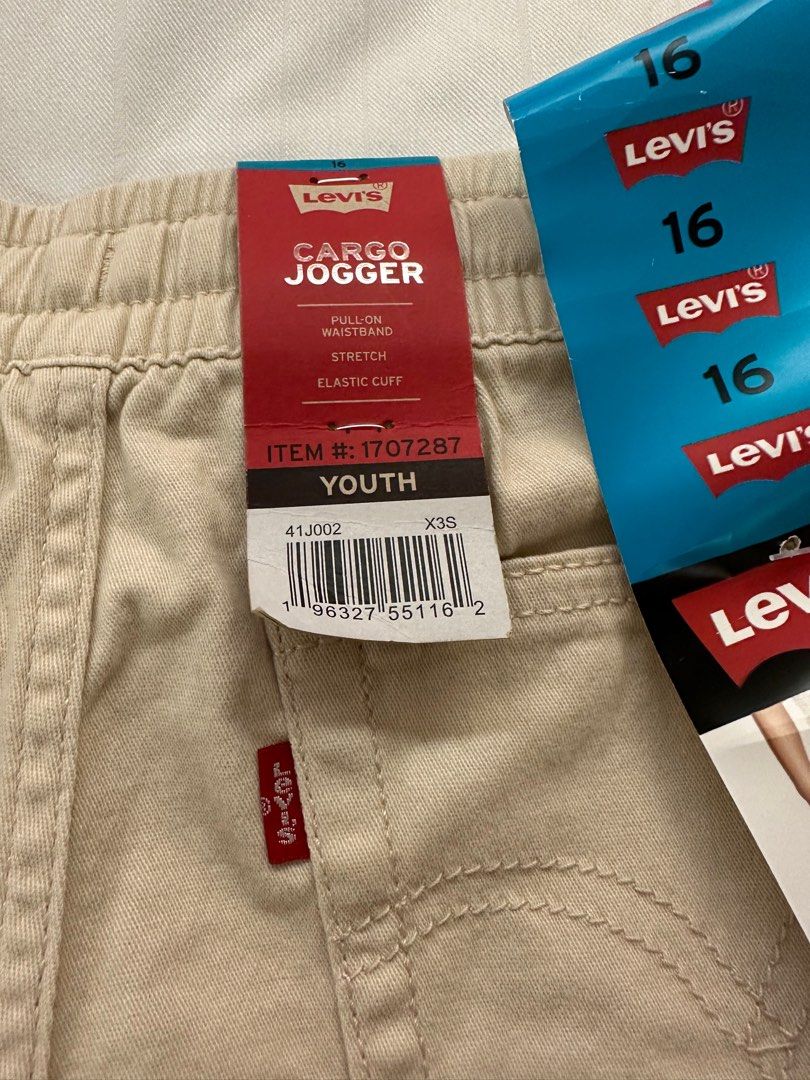 16
LEVI'S®
CARGO
JOGGER
PULL-ON
WAISTBAND
STRETCH
ELASTIC CUFF
ITEM #: 1707287
YOUTH
41J002 X3S
1 96327 55116 2
Levi's
16
LEVI'S®
16
LEVI'S®
16
LEVI'S
LEV